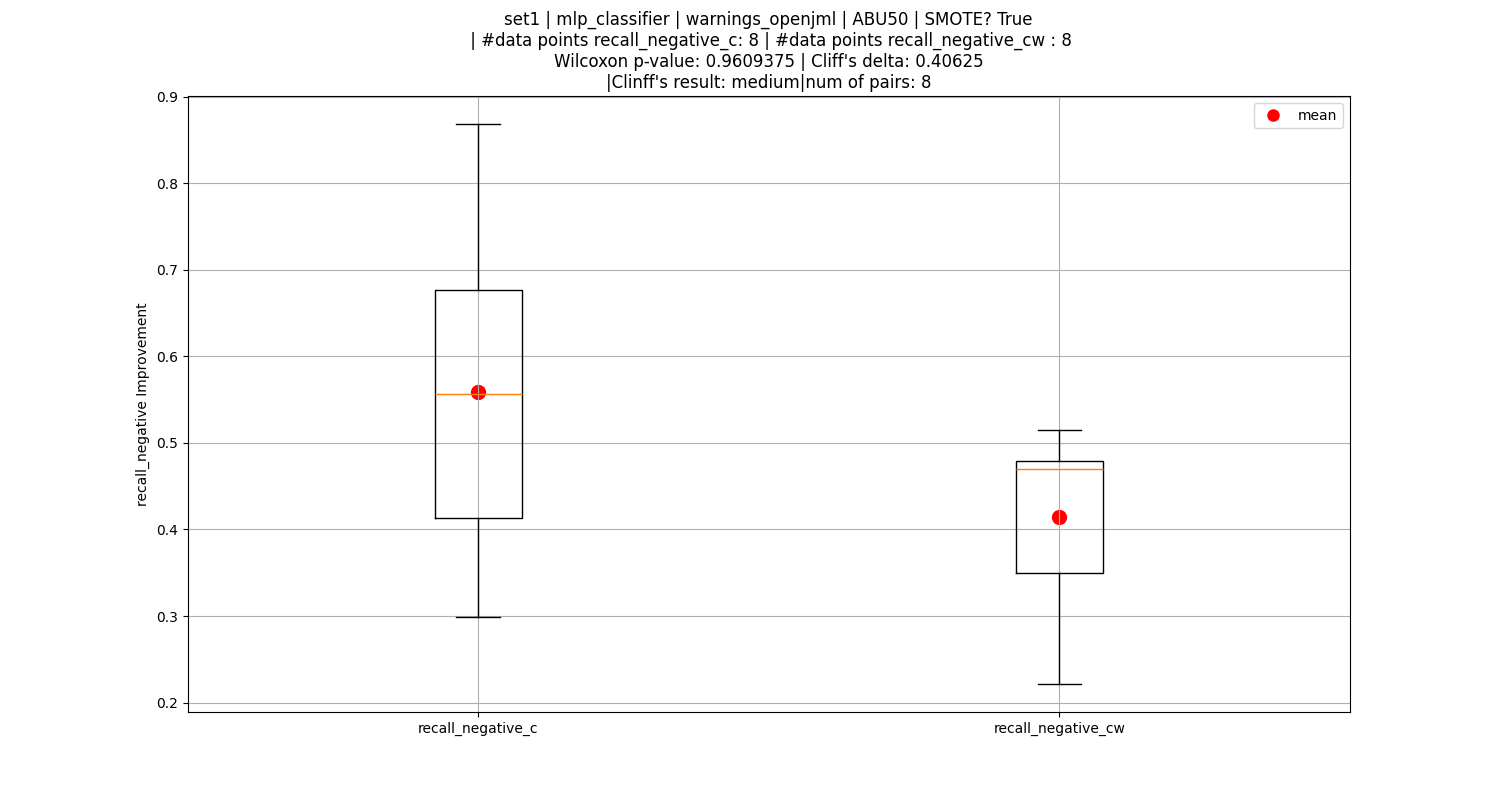 set1 | mlp_classifier | warnings_openjml | ABU50 | SMOTE? True
| #data points recall_negative_c: 8 | #data points recall_negative_cw : 8
Wilcoxon p-value: 0.9609375 | Cliff's delta: 0.40625
|Clinff's result: medium|num of pairs: 8
mean
0.9
0.8
0.7
0.6
0.5
0.4
0.3
0.2
recall_negative Improvement
recall_negative_c
recall_negative_cw